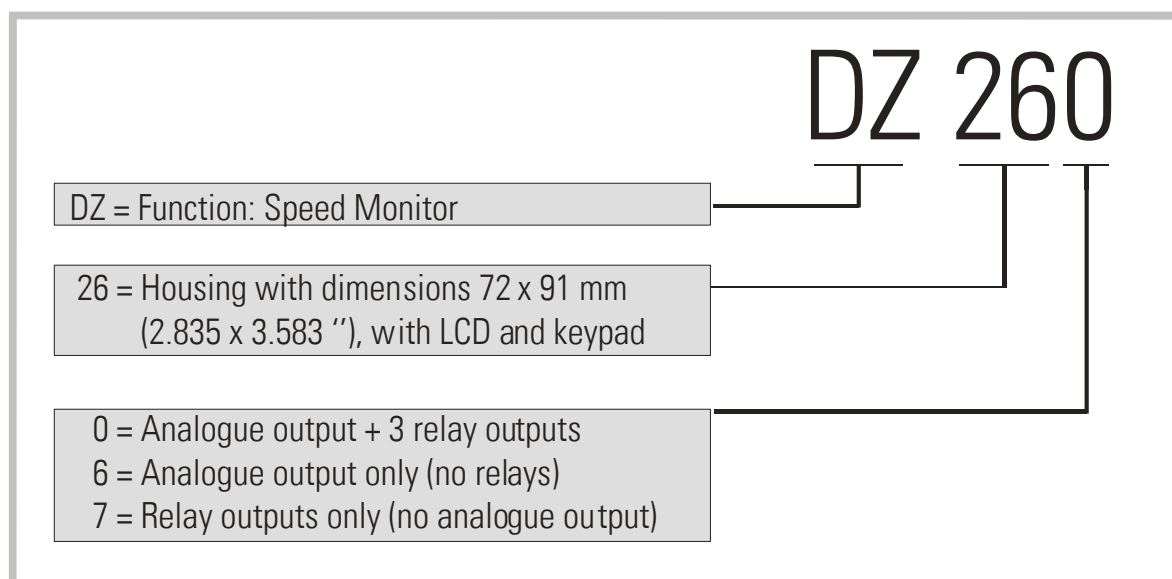 DZ 260
DZ = Function: Speed Monitor
26 = Housing with dimensions 72 x 91 mm
(2.835 x 3.583 ‘’), with LCD and keypad
0 = Analogue output + 3 relay outputs
6 = Analogue output only (no relays)
7 = Relay outputs only (no analogue output)